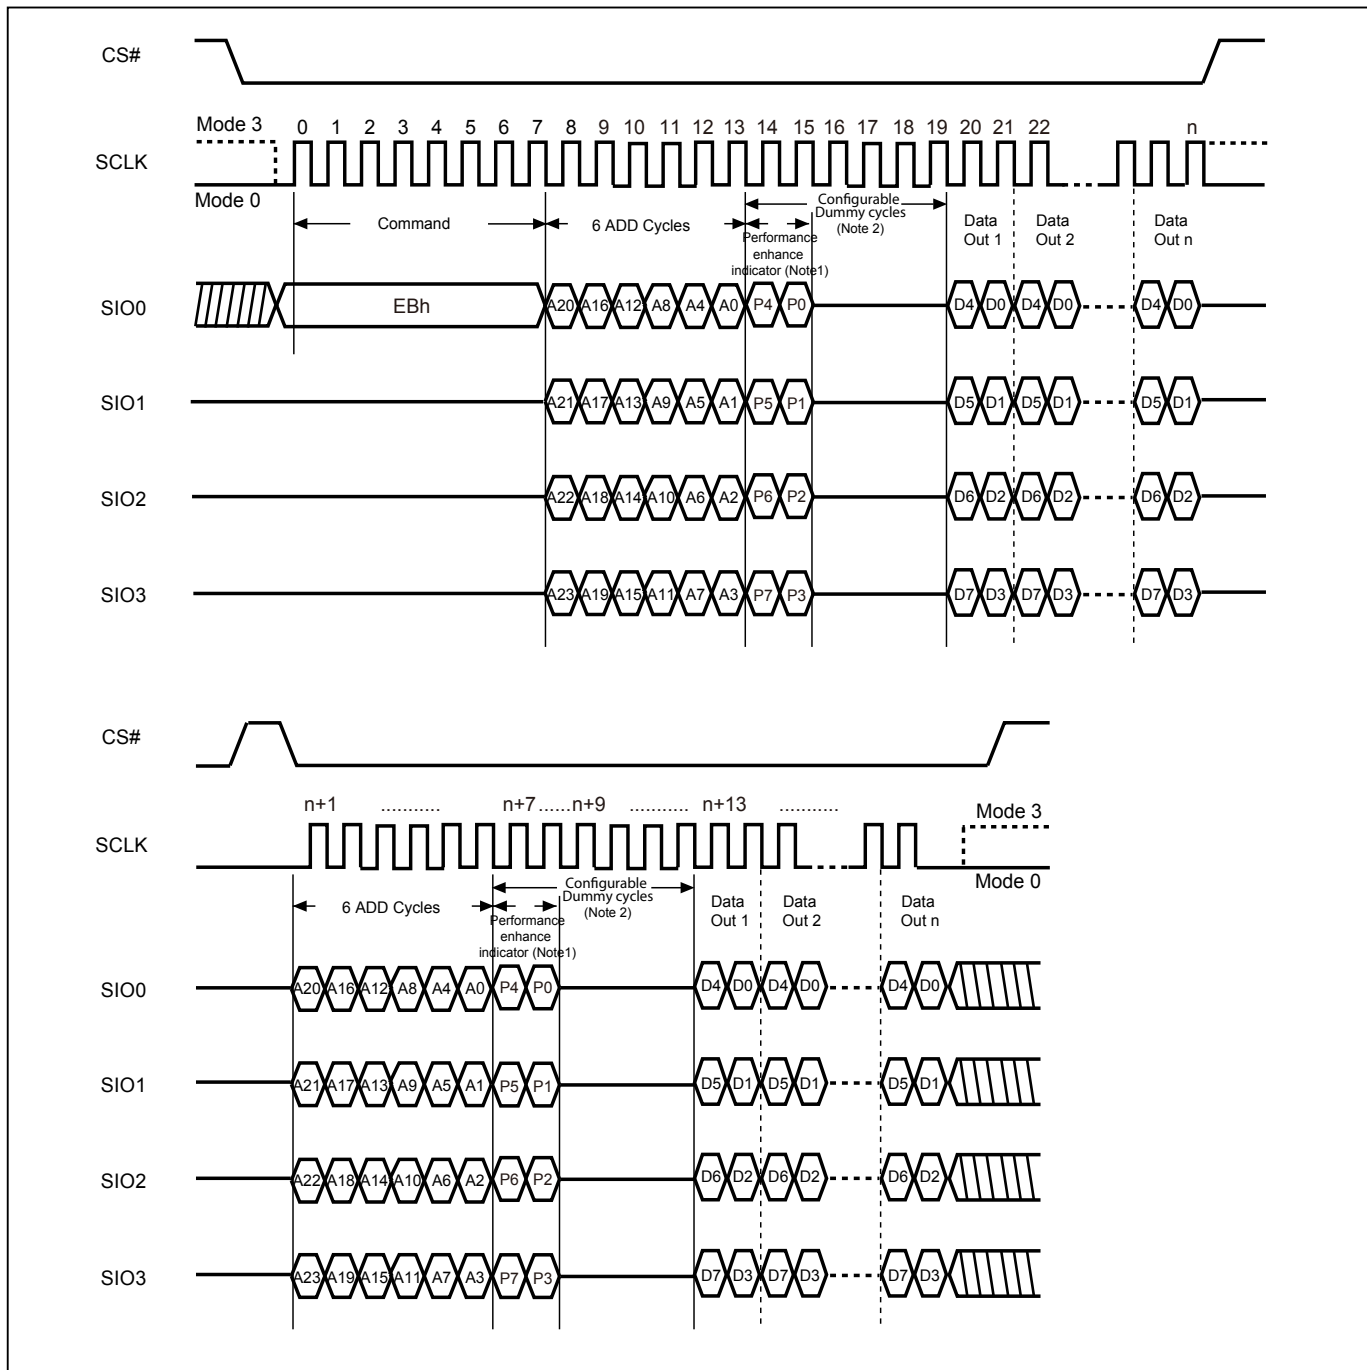 CS#
Mode 3
0 1 2 3 4 5 6 7 8 9 10 11 12 13 14 15 16 17 18 19 20 21 22 n
SCLK
Mode 0
Command
6 ADD Cycles
Configurable
Dummy cycles
(Note 2)
Performance
enhance
indicator (Note1)
Data
Out 1
Data
Out 2
Data
Out n
SIO0 EBh A20 A16 A12 A8 A4 A0 P4 P0 D4 D0 D4 D0 D4 D0
SIO1 A21 A17 A13 A9 A5 A1 P5 P1 D5 D1 D5 D1 D5 D1
SIO2 A22 A18 A14 A10 A6 A2 P6 P2 D6 D2 D6 D2 D6 D2
SIO3 A23 A19 A15 A11 A7 A3 P7 P3 D7 D3 D7 D3 D7 D3
CS#
n+1 ........... n+7 ......n+9 ........... n+13 ...........
Mode 3
SCLK
Mode 0
6 ADD Cycles
Configurable
Dummy cycles
(Note 2)
Performance
enhance
indicator (Note1)
Data
Out 1
Data
Out 2
Data
Out n
SIO0 A20 A16 A12 A8 A4 A0 P4 P0 D4 D0 D4 D0 D4 D0
SIO1 A21 A17 A13 A9 A5 A1 P5 P1 D5 D1 D5 D1 D5 D1
SIO2 A22 A18 A14 A10 A6 A2 P6 P2 D6 D2 D6 D2 D6 D2
SIO3 A23 A19 A15 A11 A7 A3 P7 P3 D7 D3 D7 D3 D7 D3